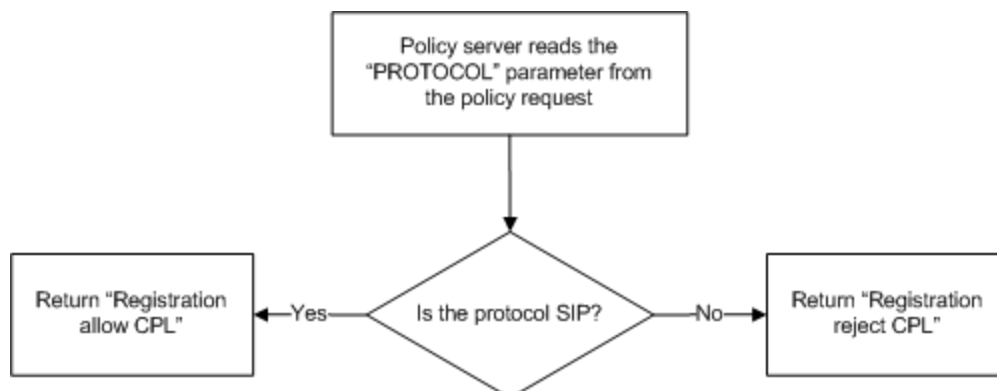 Policy server reads the
“PROTOCOL” parameter from
the policy request
Return “Registration
allow CPL”
Yes
Is the protocol SIP?
No
Return “Registration
reject CPL”